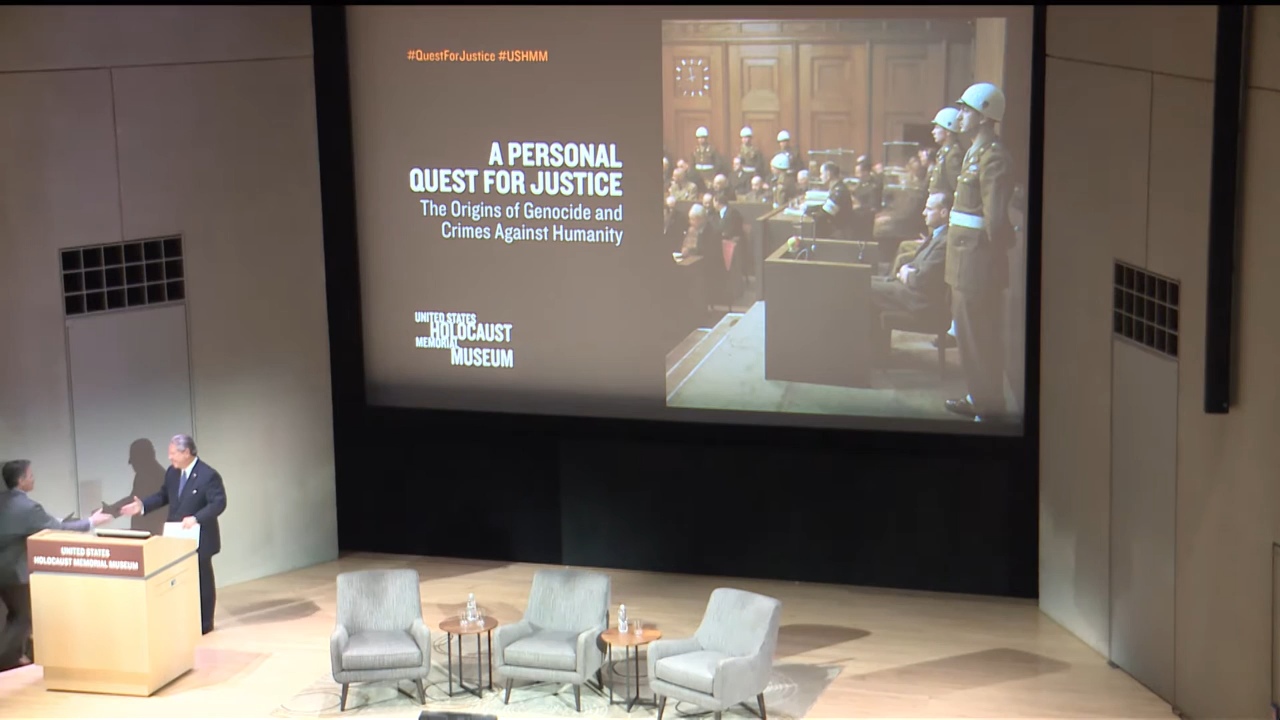 #QuestForJustice #USHMM
A PERSONAL
QUEST FOR JUSTICE
The Origins of Genocide and
Crimes Against Humanity
UNITED STATES
HOLOCAUST
MEMORIAL
MUSEUM
UNITED STATES
HOLOCAUST MEMORIAL MUSEUM